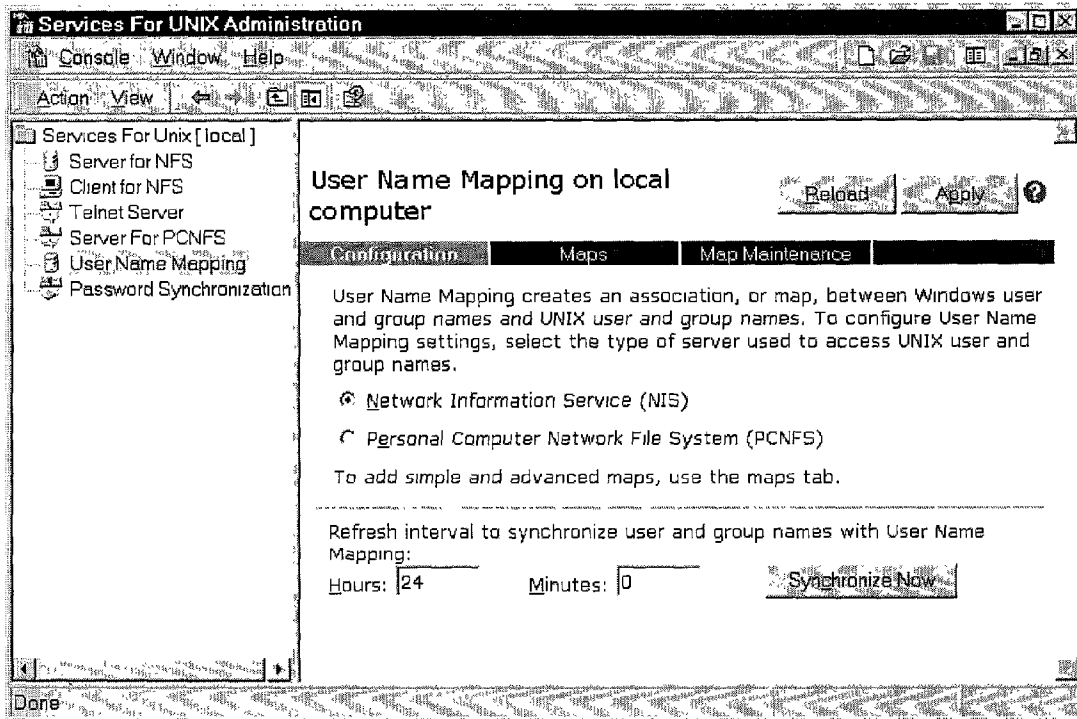 Services For UNIX Administration
Console Window Help
Action View
Services For Unix [ local ]
Server for NFS
Client for NFS
Telnet Server
Server For PCNFS
User Name Mapping
Password Synchronization
User Name Mapping on local
computer
Reload
Apply
Configuration
Maps
Map Maintenance
User Name Mapping creates an association, or map, between Windows user
and group names and UNIX user and group names. To configure User Name
Mapping settings, select the type of server used to access UNIX user and
group names.
Network Information Service (NIS)
Personal Computer Network File System (PCNFS)
To add simple and advanced maps, use the maps tab.
Refresh interval to synchronize user and group names with User Name
Mapping:
Hours: 24
Minutes: 0
Synchronize Now
Done